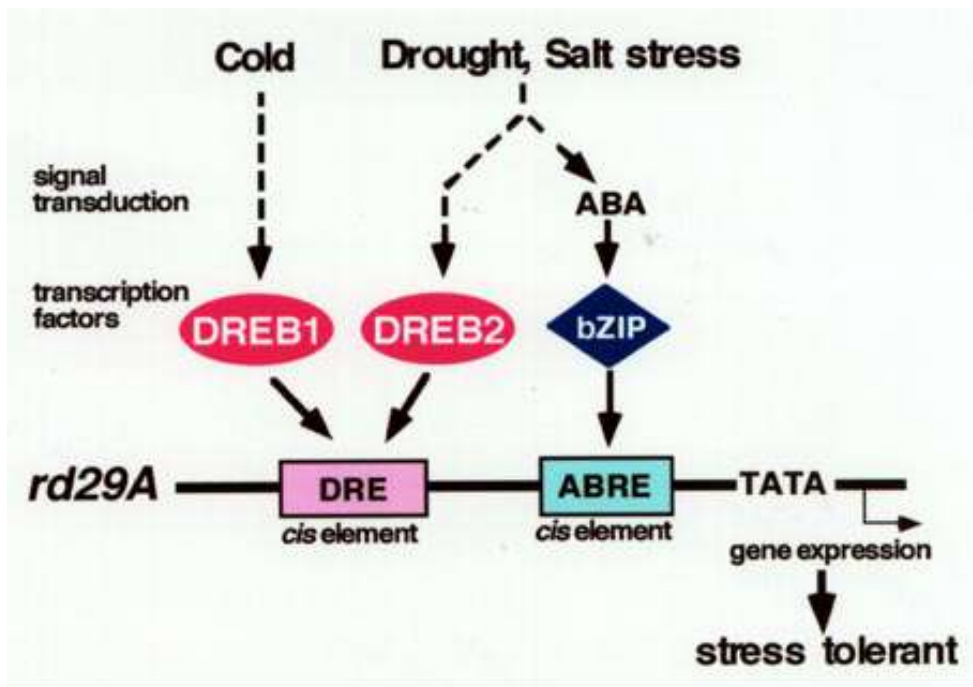 Cold
Drought, Salt stress
signal
transduction
ABA
transcription
factors
DREB1
DREB2
bZIP
rd29A
DRE
ABRE
TATA
cis element
cis element
gene expression
stress tolerant